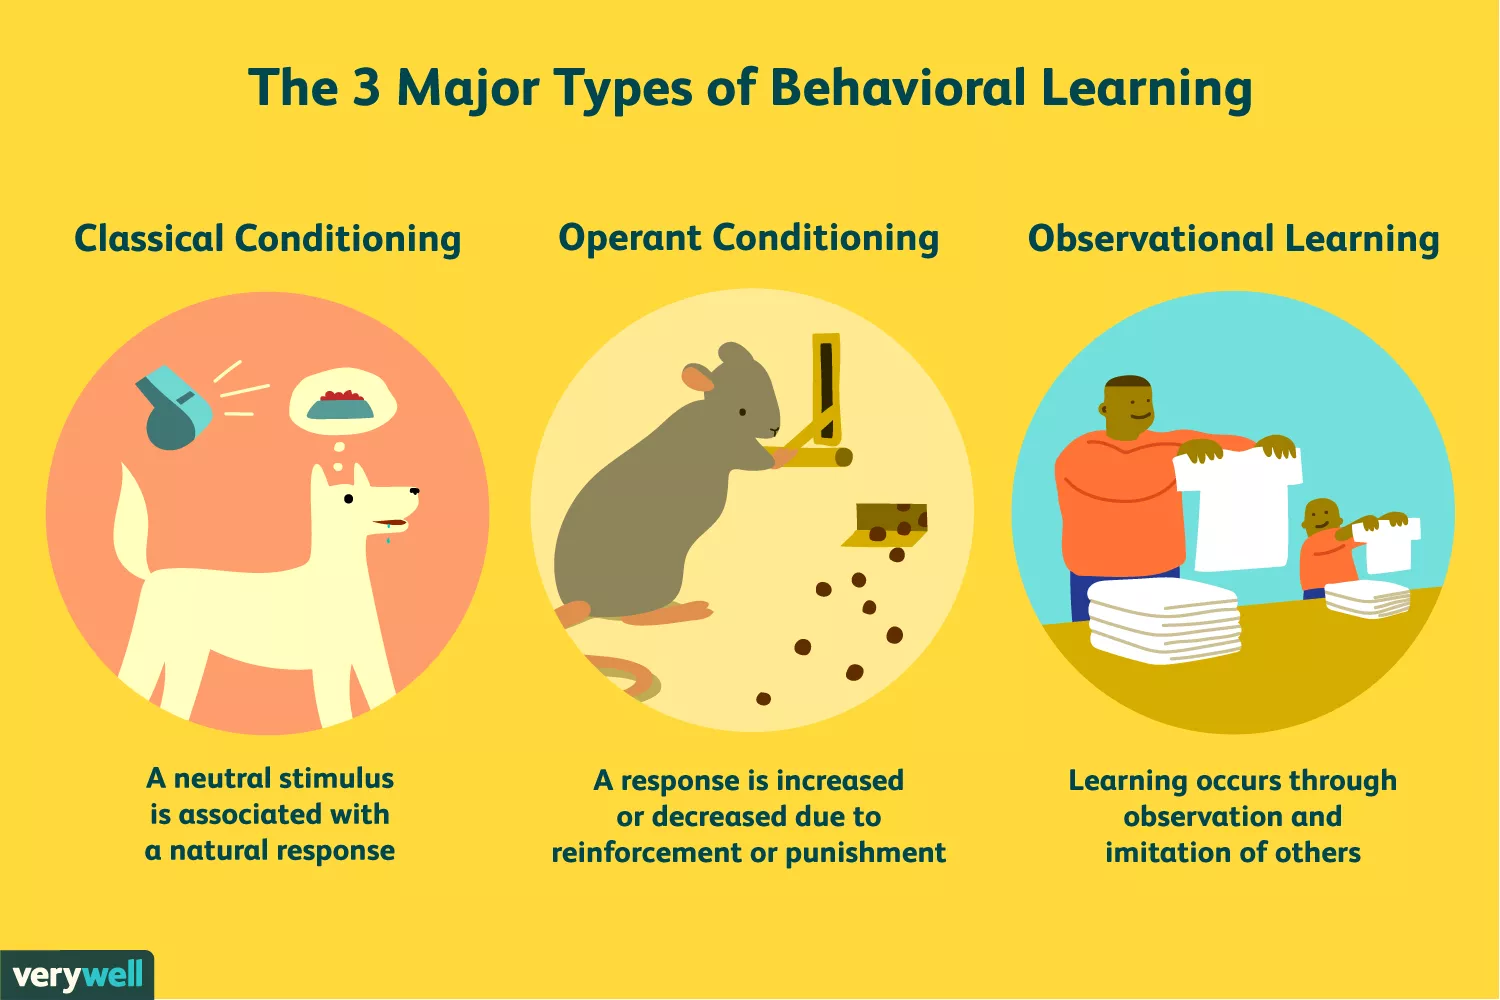 The 3 Major Types of Behavioral Learning
Classical Conditioning
A neutral stimulus
is associated with
a natural response
Operant Conditioning
A response is increased
or decreased due to
reinforcement or punishment
Observational Learning
Learning occurs through
observation and
imitation of others
verywell